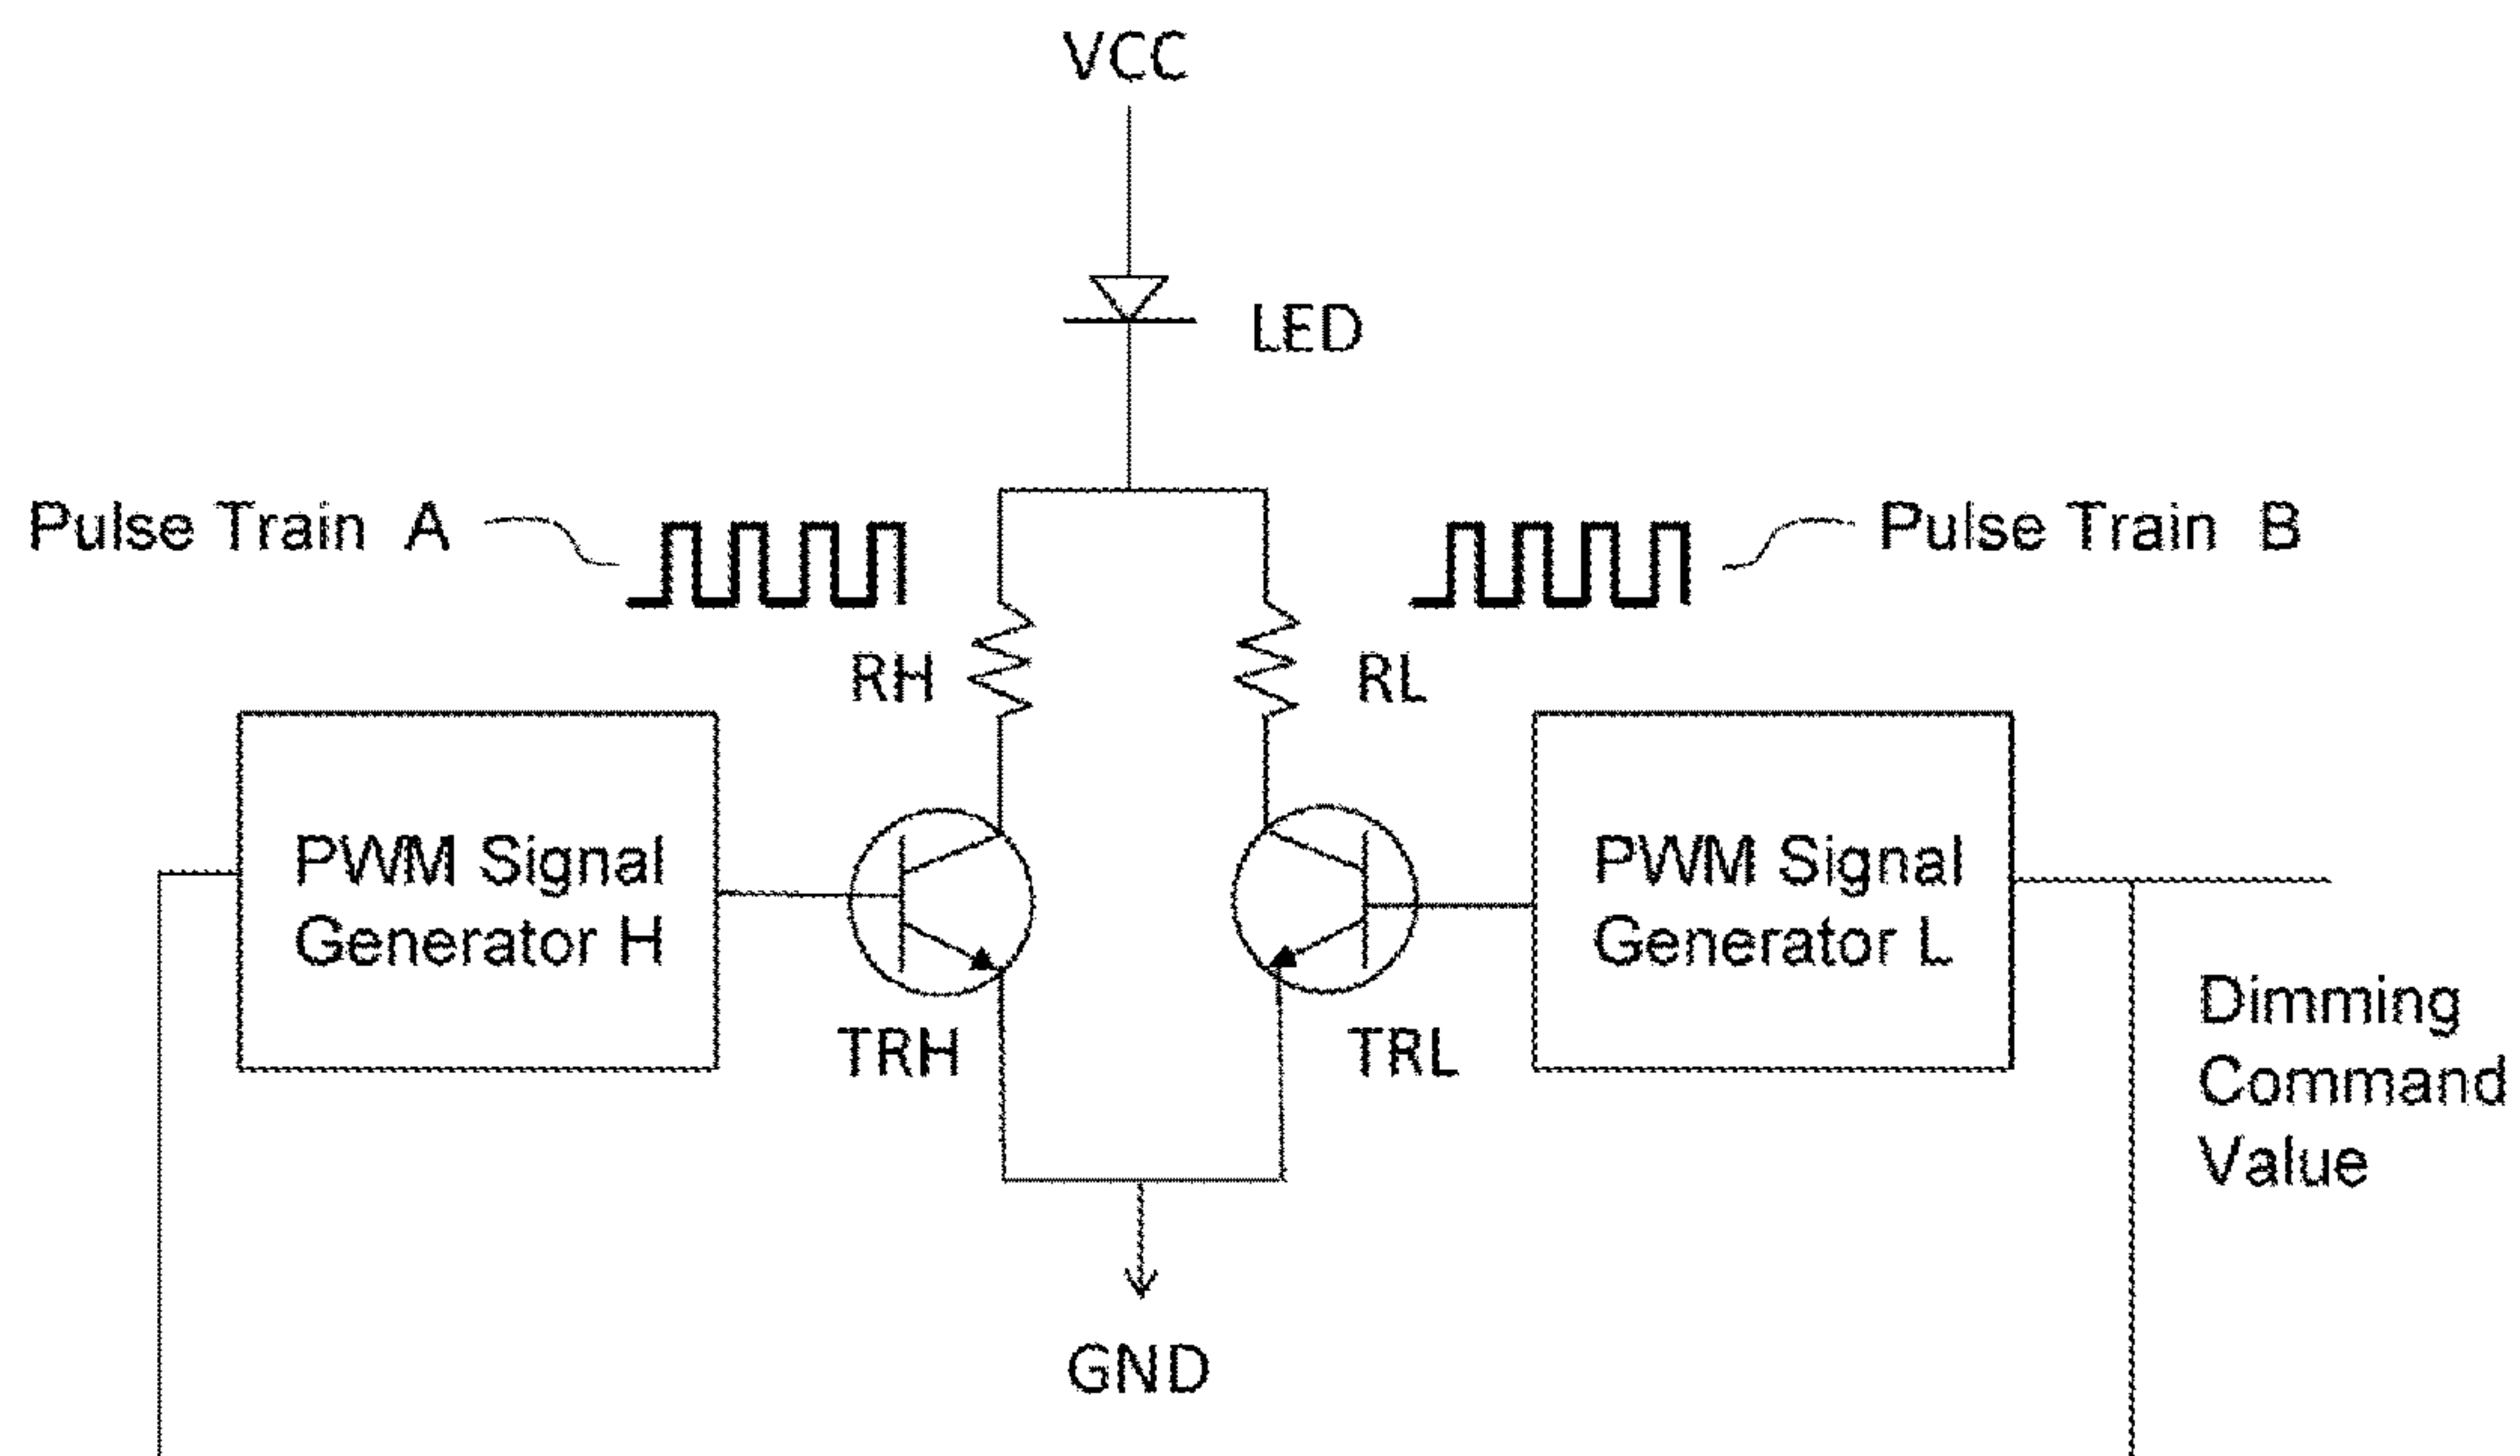 VCC
LED
Pulse Train A
Pulse Train B
RH
RL
PWM Signal
Generator H
PWM Signal
Generator L
TRH
TRL
Dimming
Command
Value
GND